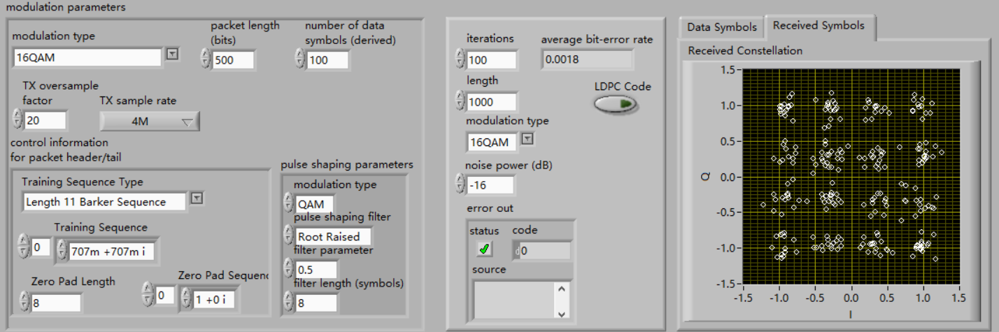 modulation parameters
modulation type
16QAM
packet length
(bits)
500
number of data
symbols (derived)
100
TX oversample
factor
20
TX sample rate
4M
control information
for packet header/tail
Training Sequence Type
Length 11 Barker Sequence
Training Sequence
0
707m +707m i
Zero Pad Length
8
Zero Pad Sequenc
0
1 +0 i
pulse shaping parameters
modulation type
QAM
pulse shaping filter
Root Raised
filter parameter
0.5
filter length (symbols)
8
iterations
100
average bit-error rate
0.0018
length
1000
LDPC Code
modulation type
16QAM
noise power (dB)
-16
error out
status
code
d0
source
Data Symbols
Received Symbols
Received Constellation
1.5
1.0
0.5
0.0
-0.5
-1.0
-1.5
Q
-1.5 -1.0 -0.5 0.0 0.5 1.0 1.5
I